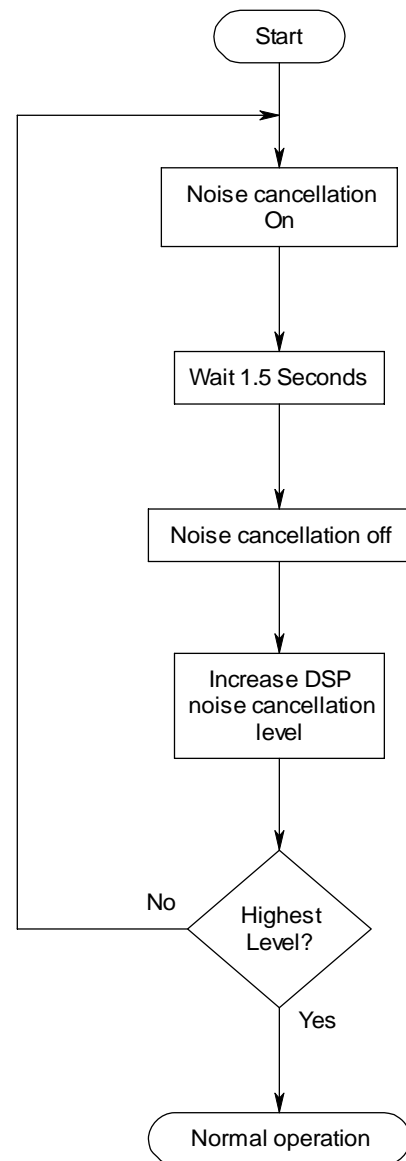 Start
Noise cancellation
On
Wait 1.5 Seconds
Noise cancellation off
Increase DSP
noise cancellation
level
No
Highest
Level?
Yes
Normal operation